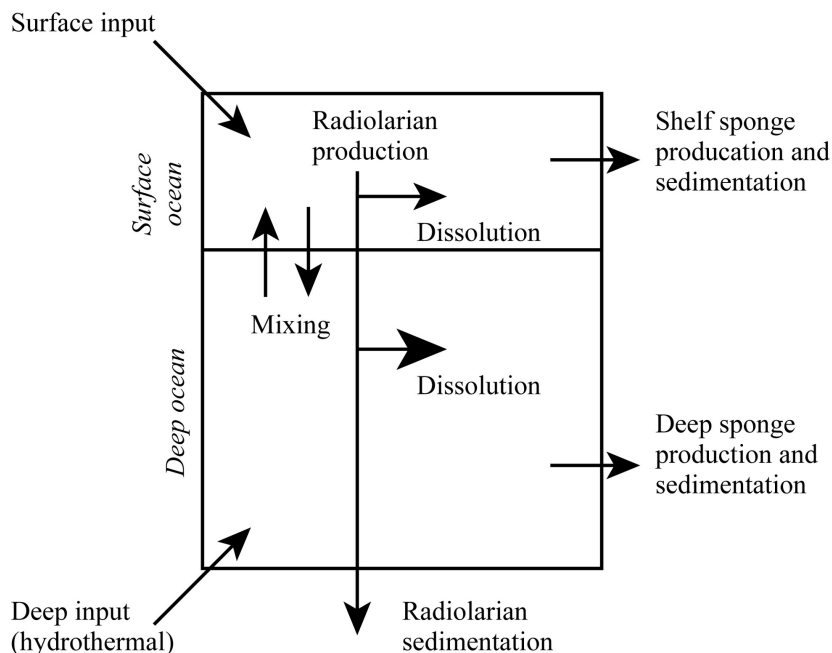 Surface input
Radiolarian
production
Shelf sponge
producation and
sedimentation
Surface
ocean
Dissolution
Mixing
Dissolution
Deep ocean
Deep sponge
production and
sedimentation
Deep input
(hydrothermal)
Radiolarian
sedimentation